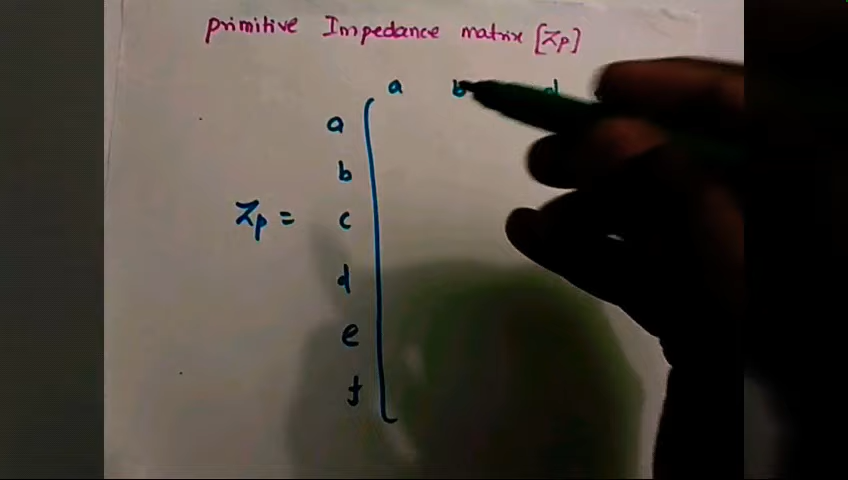 primitive Impedance matrix [Zp]
a b d
a
b
Zp = c
d
e
f